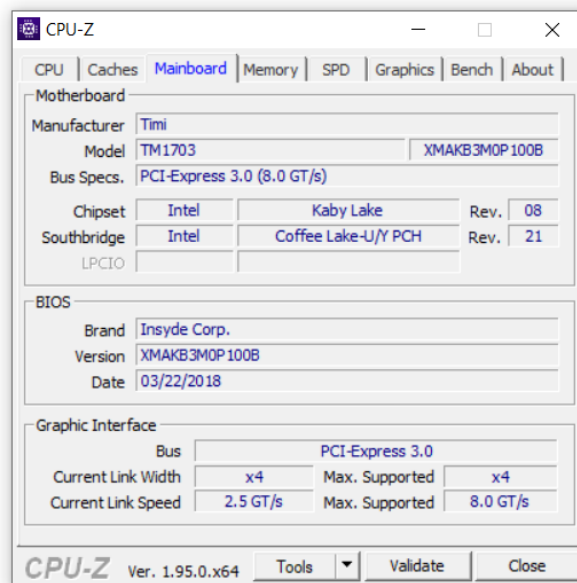 CPU-Z
CPU Caches Mainboard Memory SPD Graphics Bench About
Motherboard
Manufacturer Timi
Model TM1703 XMAKB3M0P100B
Bus Specs. PCI-Express 3.0 (8.0 GT/s)
Chipset Intel Kaby Lake Rev. 08
Southbridge Intel Coffee Lake-U/Y PCH Rev. 21
LPCIO
BIOS
Brand Insyde Corp.
Version XMAKB3M0P100B
Date 03/22/2018
Graphic Interface
Bus PCI-Express 3.0
Current Link Width x4 Max. Supported x4
Current Link Speed 2.5 GT/s Max. Supported 8.0 GT/s
CPU-Z Ver. 1.95.0.x64 Tools Validate Close